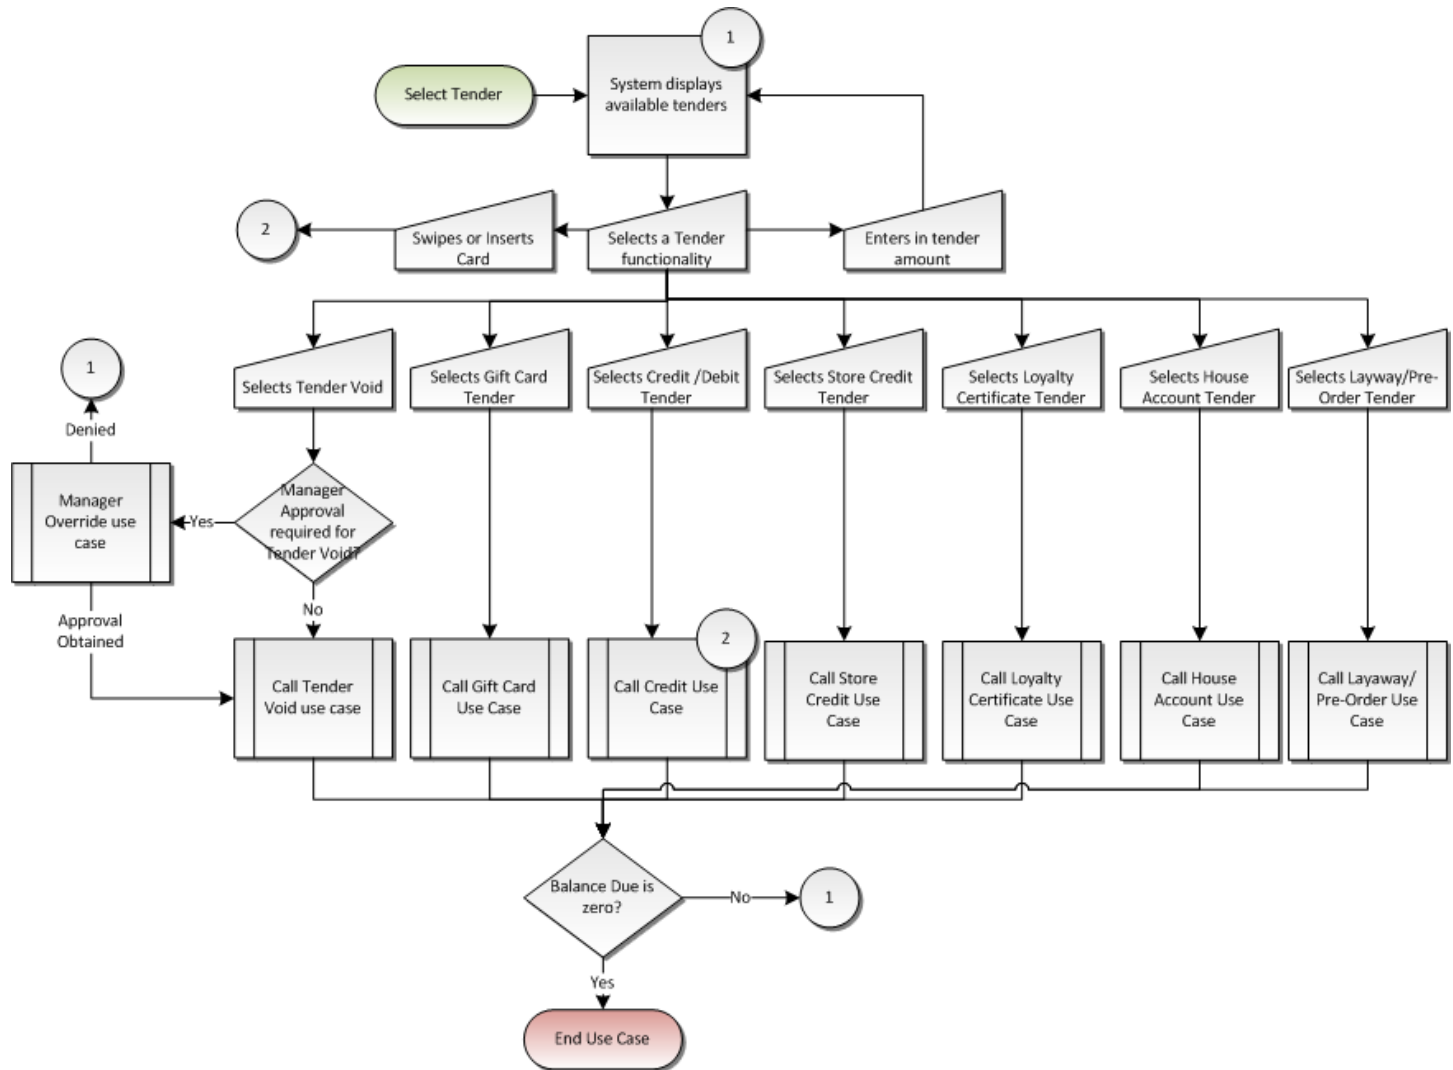 1
Select Tender
System displays
available tenders
2
Swipes or Inserts
Card
Selects a Tender
functionality
Enters in tender
amount
1
Denied
Selects Tender Void
Selects Gift Card
Tender
Selects Credit /Debit
Tender
Selects Store Credit
Tender
Selects Loyalty
Certificate Tender
Selects House
Account Tender
Selects Layway/Pre-
Order Tender
Manager
Override use
case
Yes
Manager
Approval
required for
Tender Void?
No
Approval
Obtained
Call Tender
Void use case
Call Gift Card
Use Case
2
Call Credit Use
Case
Call Store
Credit Use
Case
Call Loyalty
Certificate Use
Case
Call House
Account Use
Case
Call Layaway/
Pre-Order Use
Case
Balance Due is
zero?
No
1
Yes
End Use Case